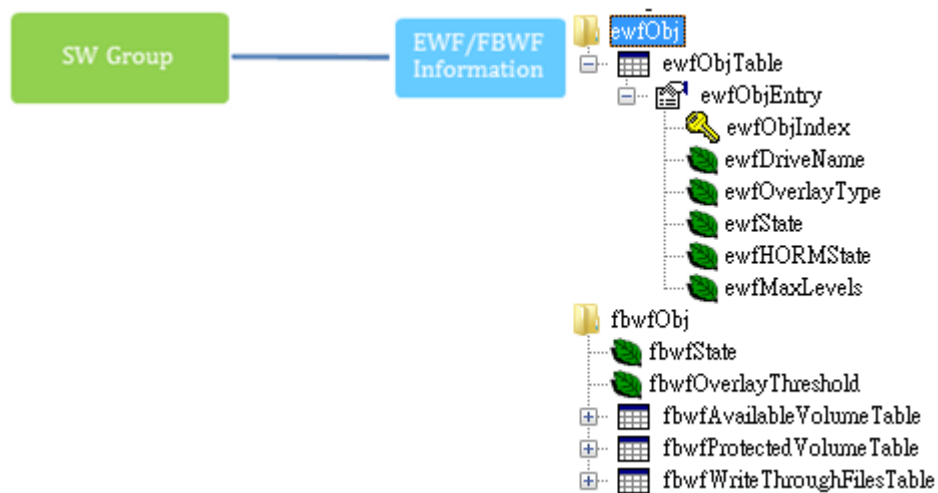 SW Group
EWF/FBWF
Information
ewfObj
ewfObjTable
ewfObjEntry
ewfObjIndex
ewfDriveName
ewfOverlayType
ewfState
ewfHORMState
ewfMaxLevels
fbwfObj
fbwfState
fbwfOverlayThreshold
fbwfAvailableVolumeTable
fbwfProtectedVolumeTable
fbwfWriteThroughFilesTable